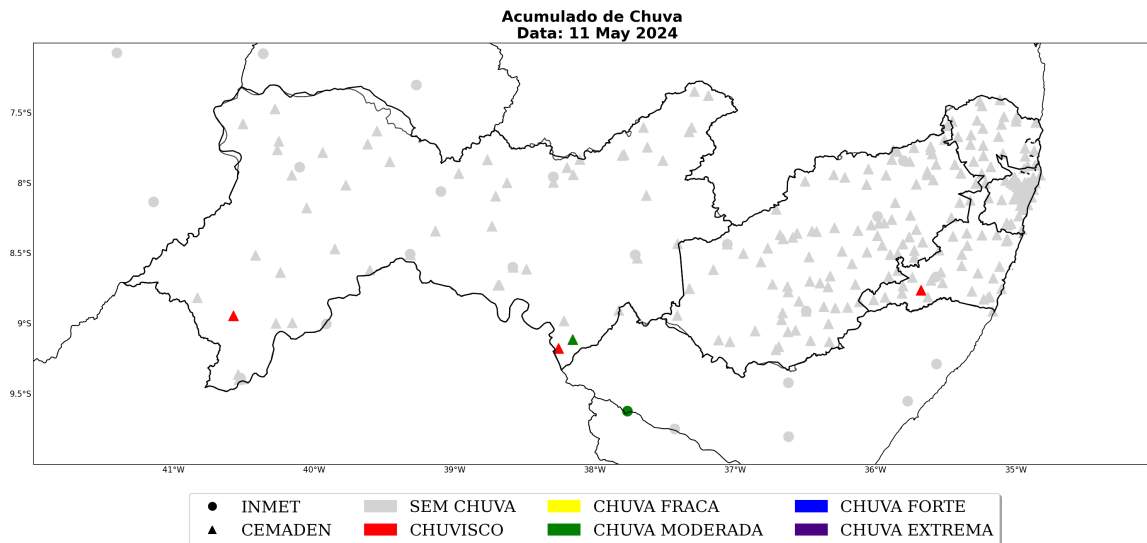 Acumulado de Chuva
Data: 11 May 2024
7.5°S
8°S
8.5°S
9°S
9.5°S
41°W 40°W 39°W 38°W 37°W 36°W 35°W
INMET SEM CHUVA CHUVA FRACA CHUVA FORTE
CEMADEN CHUVISCO CHUVA MODERADA CHUVA EXTREMA